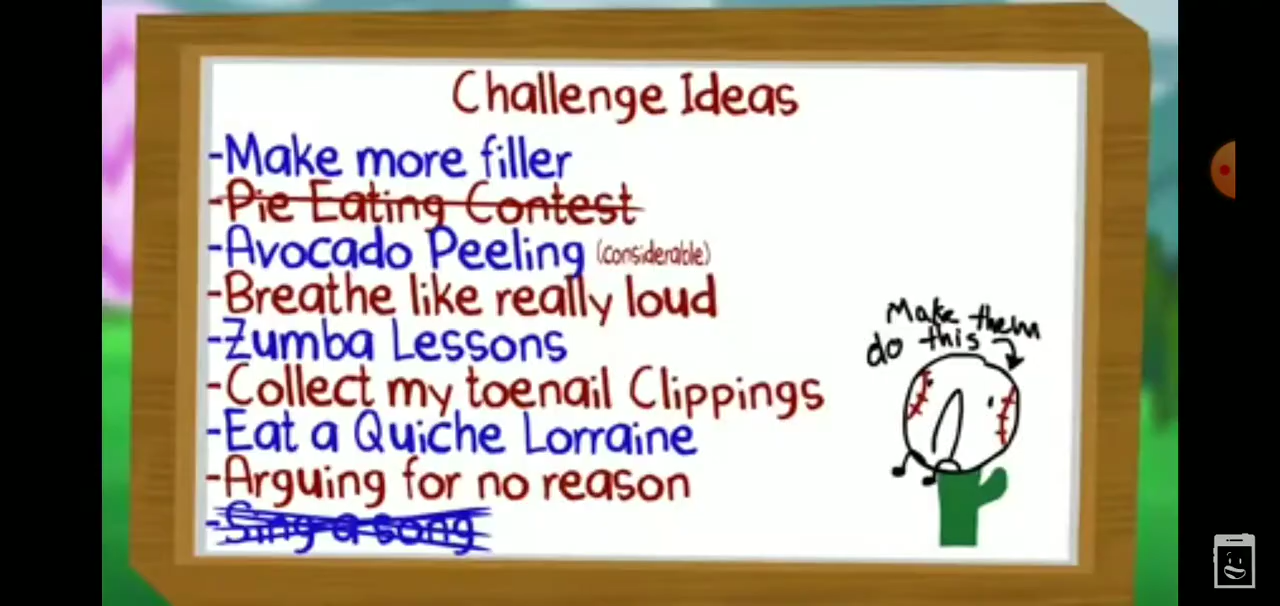 Challenge Ideas
-Make more filler
-Pie Eating Contest
-Avocado Peeling (considerable)
-Breathe like really loud
-Zumba Lessons
-Collect my toenail Clippings
-Eat a Quiche Lorraine
-Arguing for no reason
-Sing a song
Make them
do this